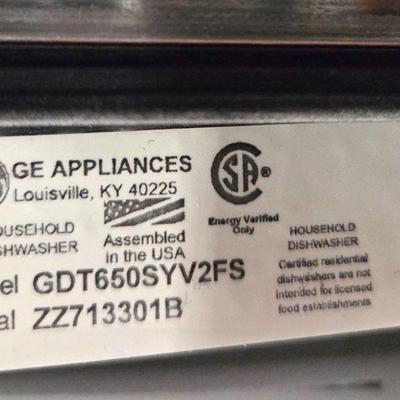 GE APPLIANCES
Louisville, KY 40225
Assembled
in the USA
OUSEHOLD
SHWASHER
SA®
Energy Verified
Only
HOUSEHOLD
DISHWASHER
Certified residential
dishwashers are not
intended for licensed
food establishments
el GDT650SYV2FS
al ZZ713301B